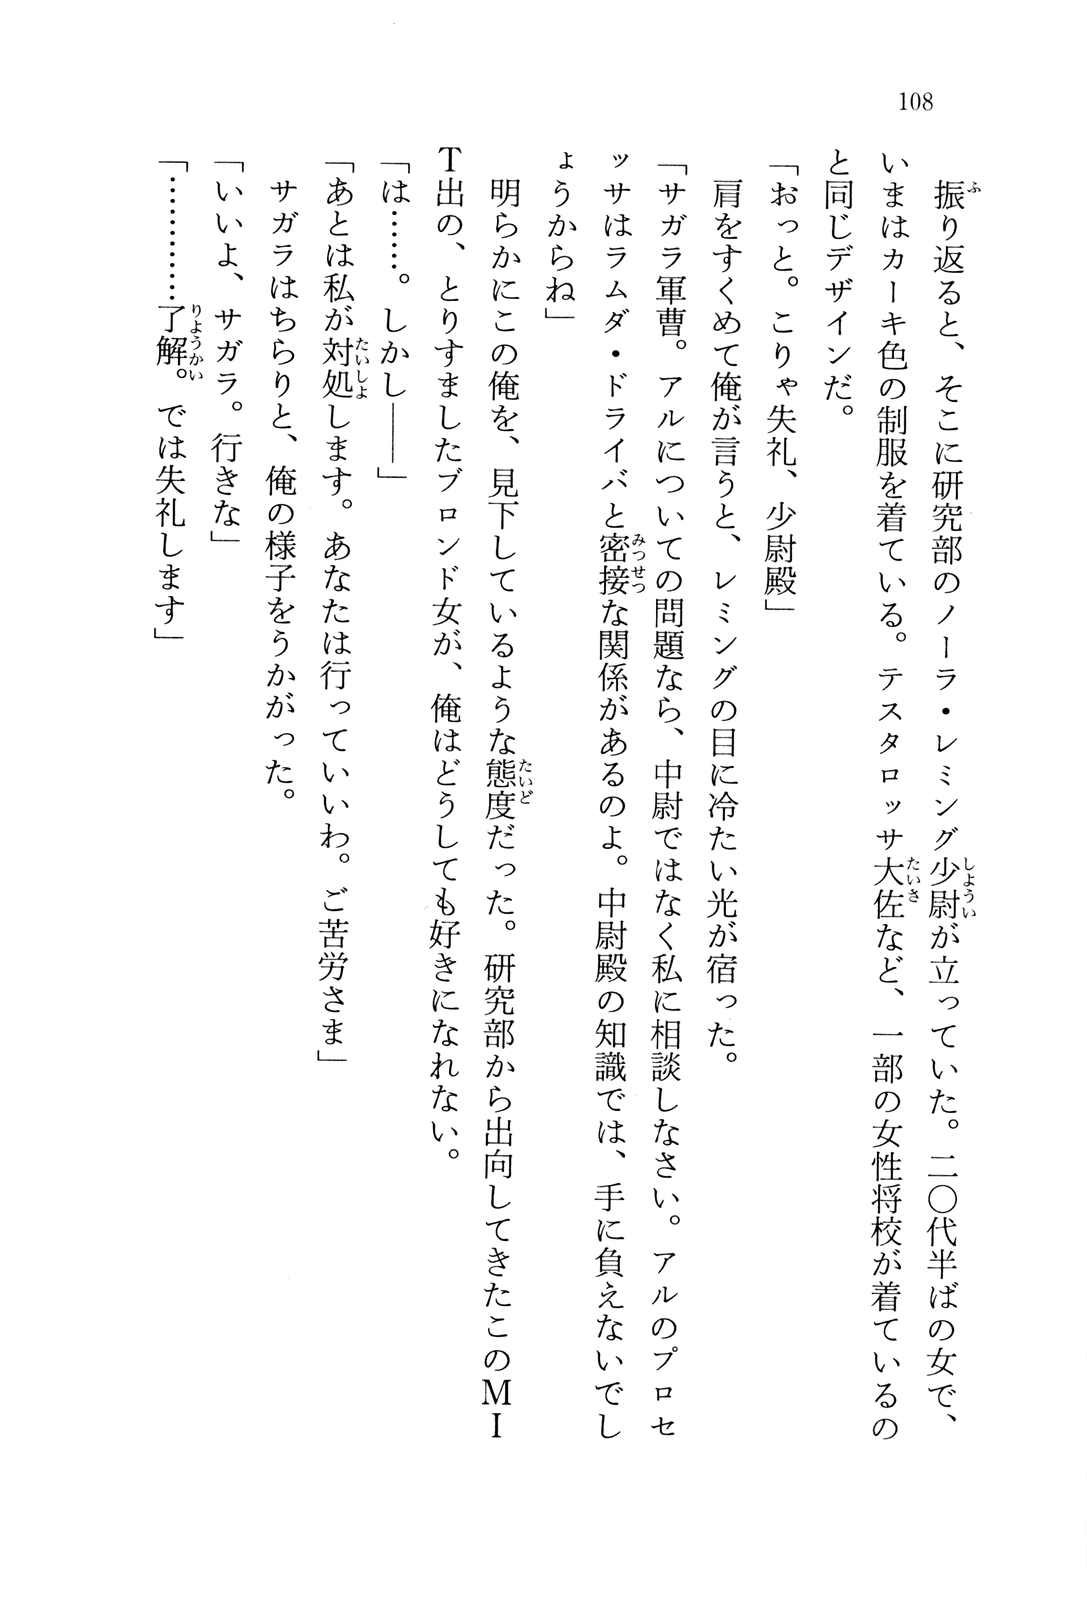 108
振り返ると、そこに研究部のノーラ・レミング少尉が立っていた。二〇代半ばの女で、
いまはカーキ色の制服を着ている。テスタロッサ大佐など、一部の女性将校が着ているの
と同じデザインだ。
「おっと。こりゃ失礼、少尉殿」
肩をすくめて俺が言うと、レミングの目に冷たい光が宿った。
「サガラ軍曹。アルについての問題なら、中尉ではなく私に相談しなさい。アルのプロセ
ッサはラムダ・ドライバと密接な関係があるのよ。中尉殿の知識では、手に負えないでし
ょうからね」
明らかにこの俺を、見下しているような態度だった。研究部から出向してきたこのMI
T出の、とりすましたブロンド女が、俺はどうしても好きになれない。
「は……。しかし――」
「あとは私が対処します。あなたは行っていいわ。ご苦労さま」
サガラはちらりと、俺の様子をうかがった。
「いいよ、サガラ。行きな」
「…………了解。では失礼します」